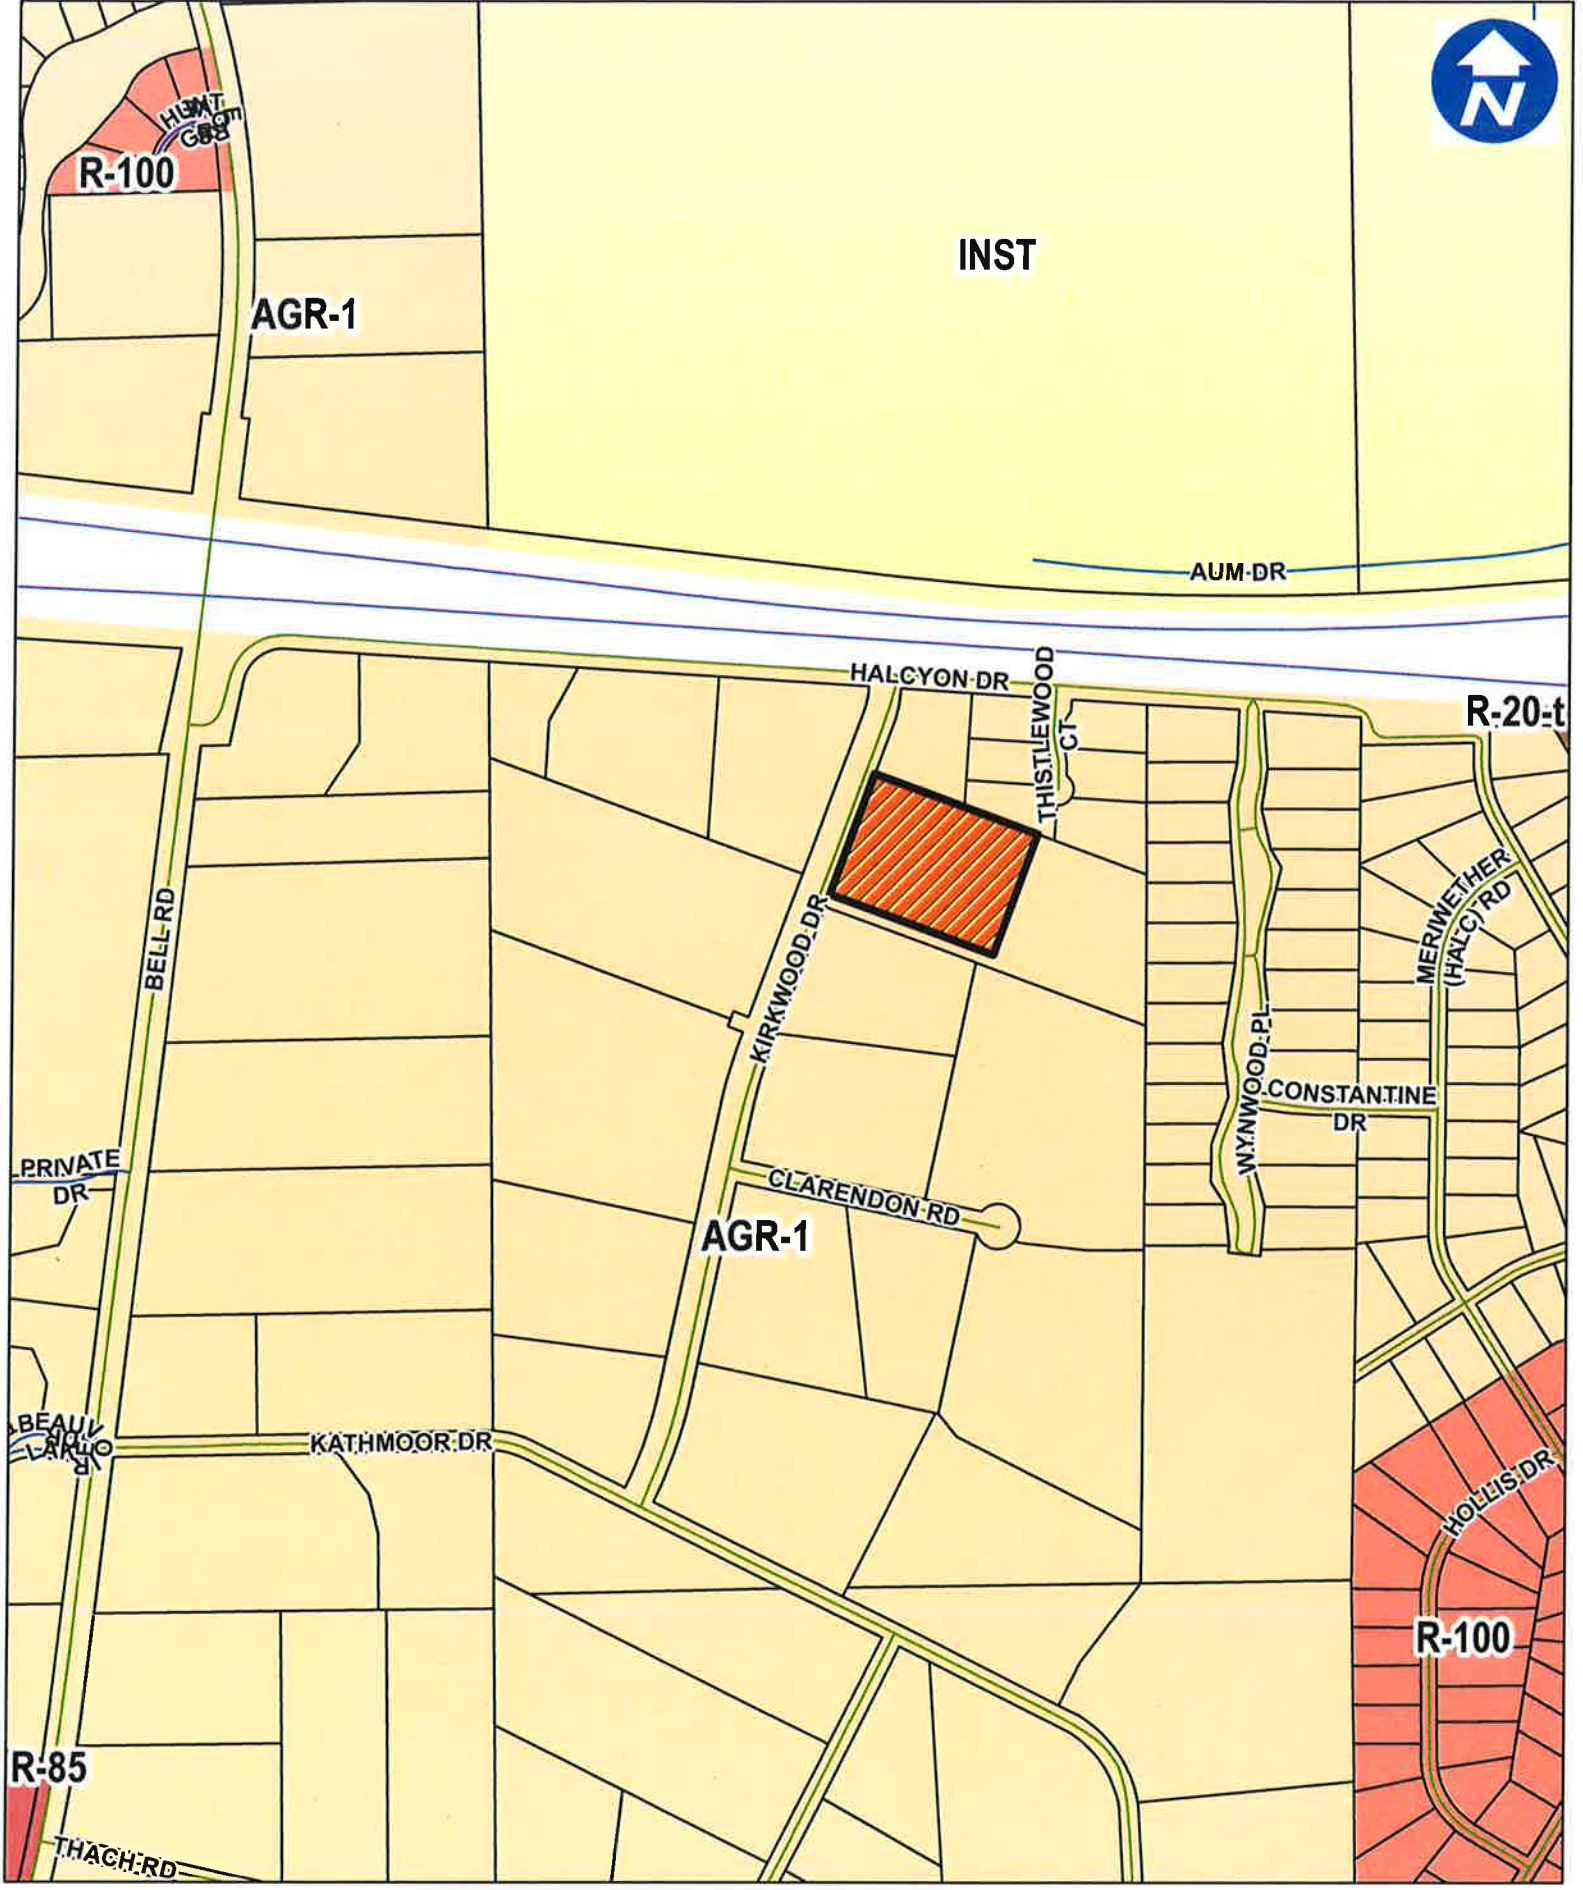 N
R-100
AGR-1
INST
AUM DR
HALCYON DR
THISTLEWOOD
CT
R-20-t
BELL RD
KIRKWOOD DR
MERIWETHER
(HALC) RD
WYNWOOD PL
CONSTANTINE
DR
PRIVATE
DR
CLARENDON RD
AGR-1
KATHMOOR DR
HOLLIS DR
R-100
R-85
THACH RD